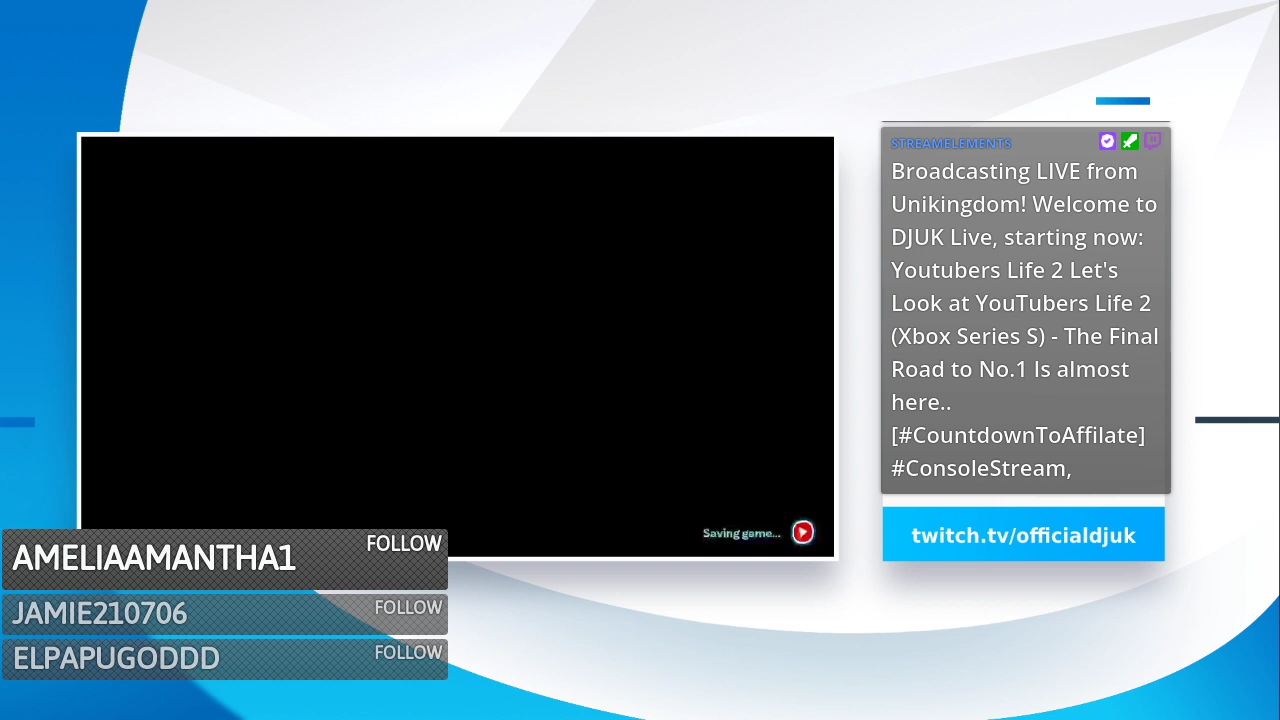 STREAMELEMENTS
Broadcasting LIVE from
Unikingdom! Welcome to
DJUK Live, starting now:
Youtubers Life 2 Let's
Look at YouTubers Life 2
(Xbox Series S) - The Final
Road to No.1 Is almost
here..
[#CountdownToAffilate]
#ConsoleStream,
twitch.tv/officialdjuk
Saving game...
AMELIAAMANTHA1 FOLLOW
JAMIE210706 FOLLOW
ELPAPUGODDD FOLLOW